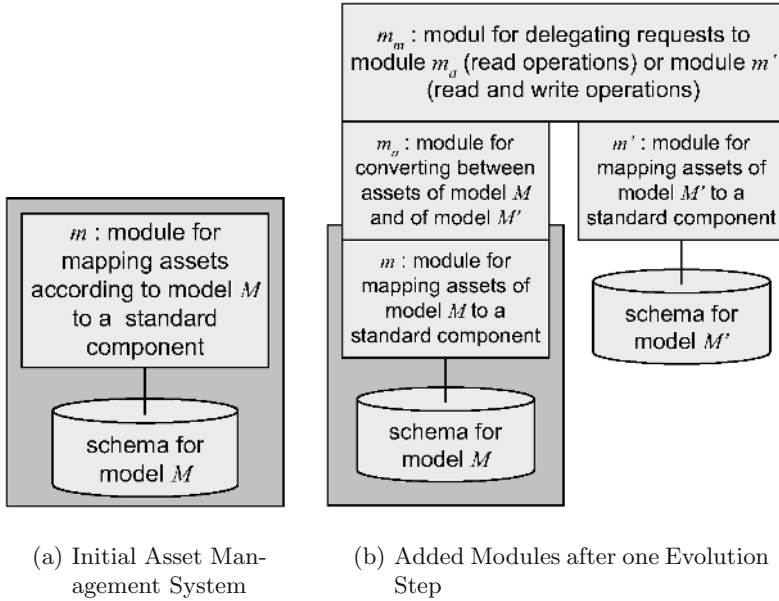 m : module for
mapping assets
according to model M
to a standard
component
schema for
model M
(a) Initial Asset Man-
agement System
m_m : modul for delegating requests to
module m_a (read operations) or module m'
(read and write operations)
m_a : module for
converting between
assets of model M
and of model M'
m : module for
mapping assets of
model M to a
standard component
schema for
model M
m' : module for
mapping assets of
model M' to a
standard component
schema for
model M'
(b) Added Modules after one Evolution
Step